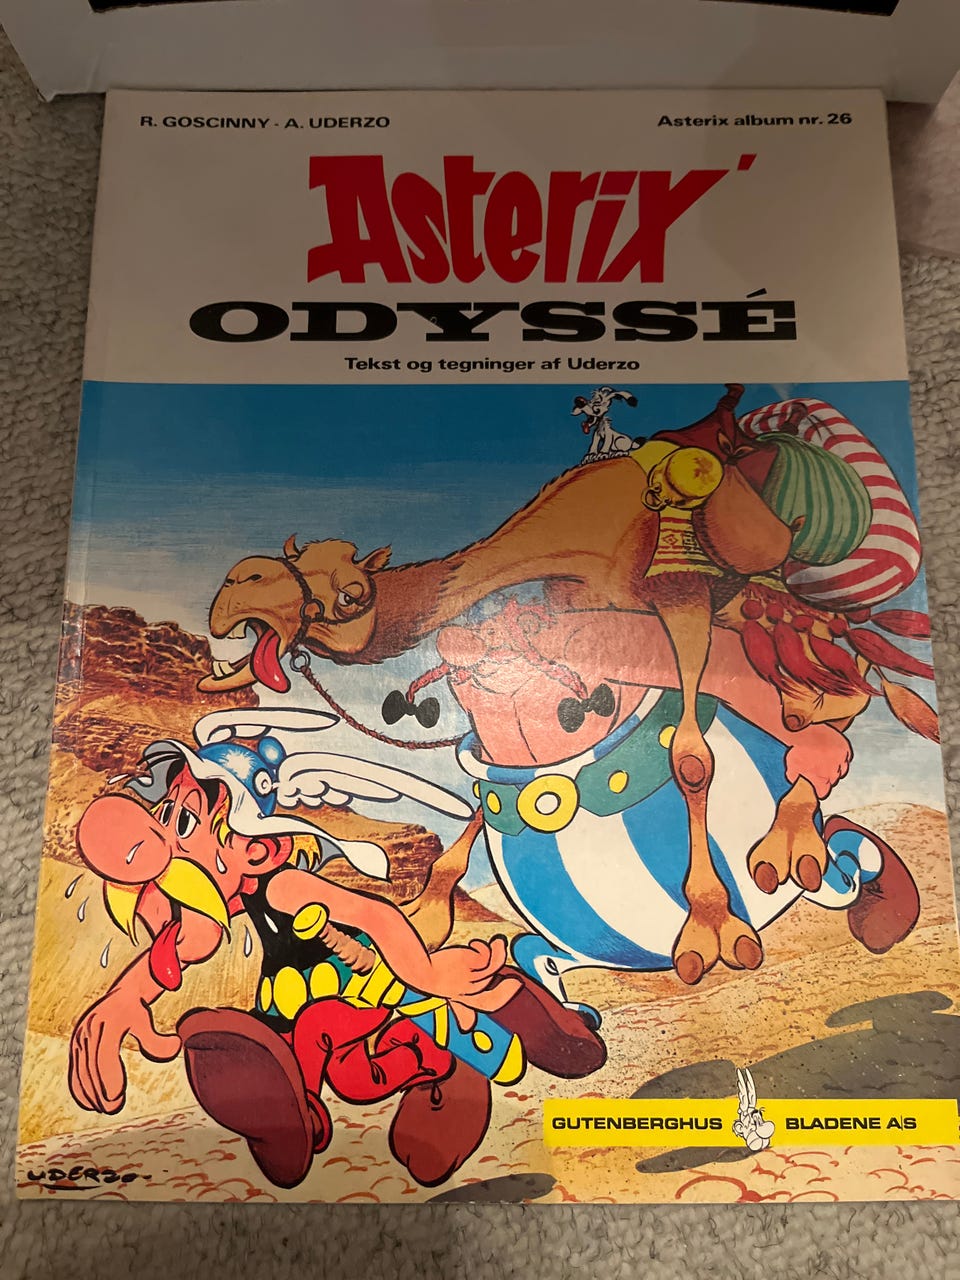 R. GOSCINNY - A. UDERZO
Asterix album nr. 26
Asterix'
ODYSSÉ
Tekst og tegninger af Uderzo
GUTENBERGHUS BLADENE A/S
UDERZO